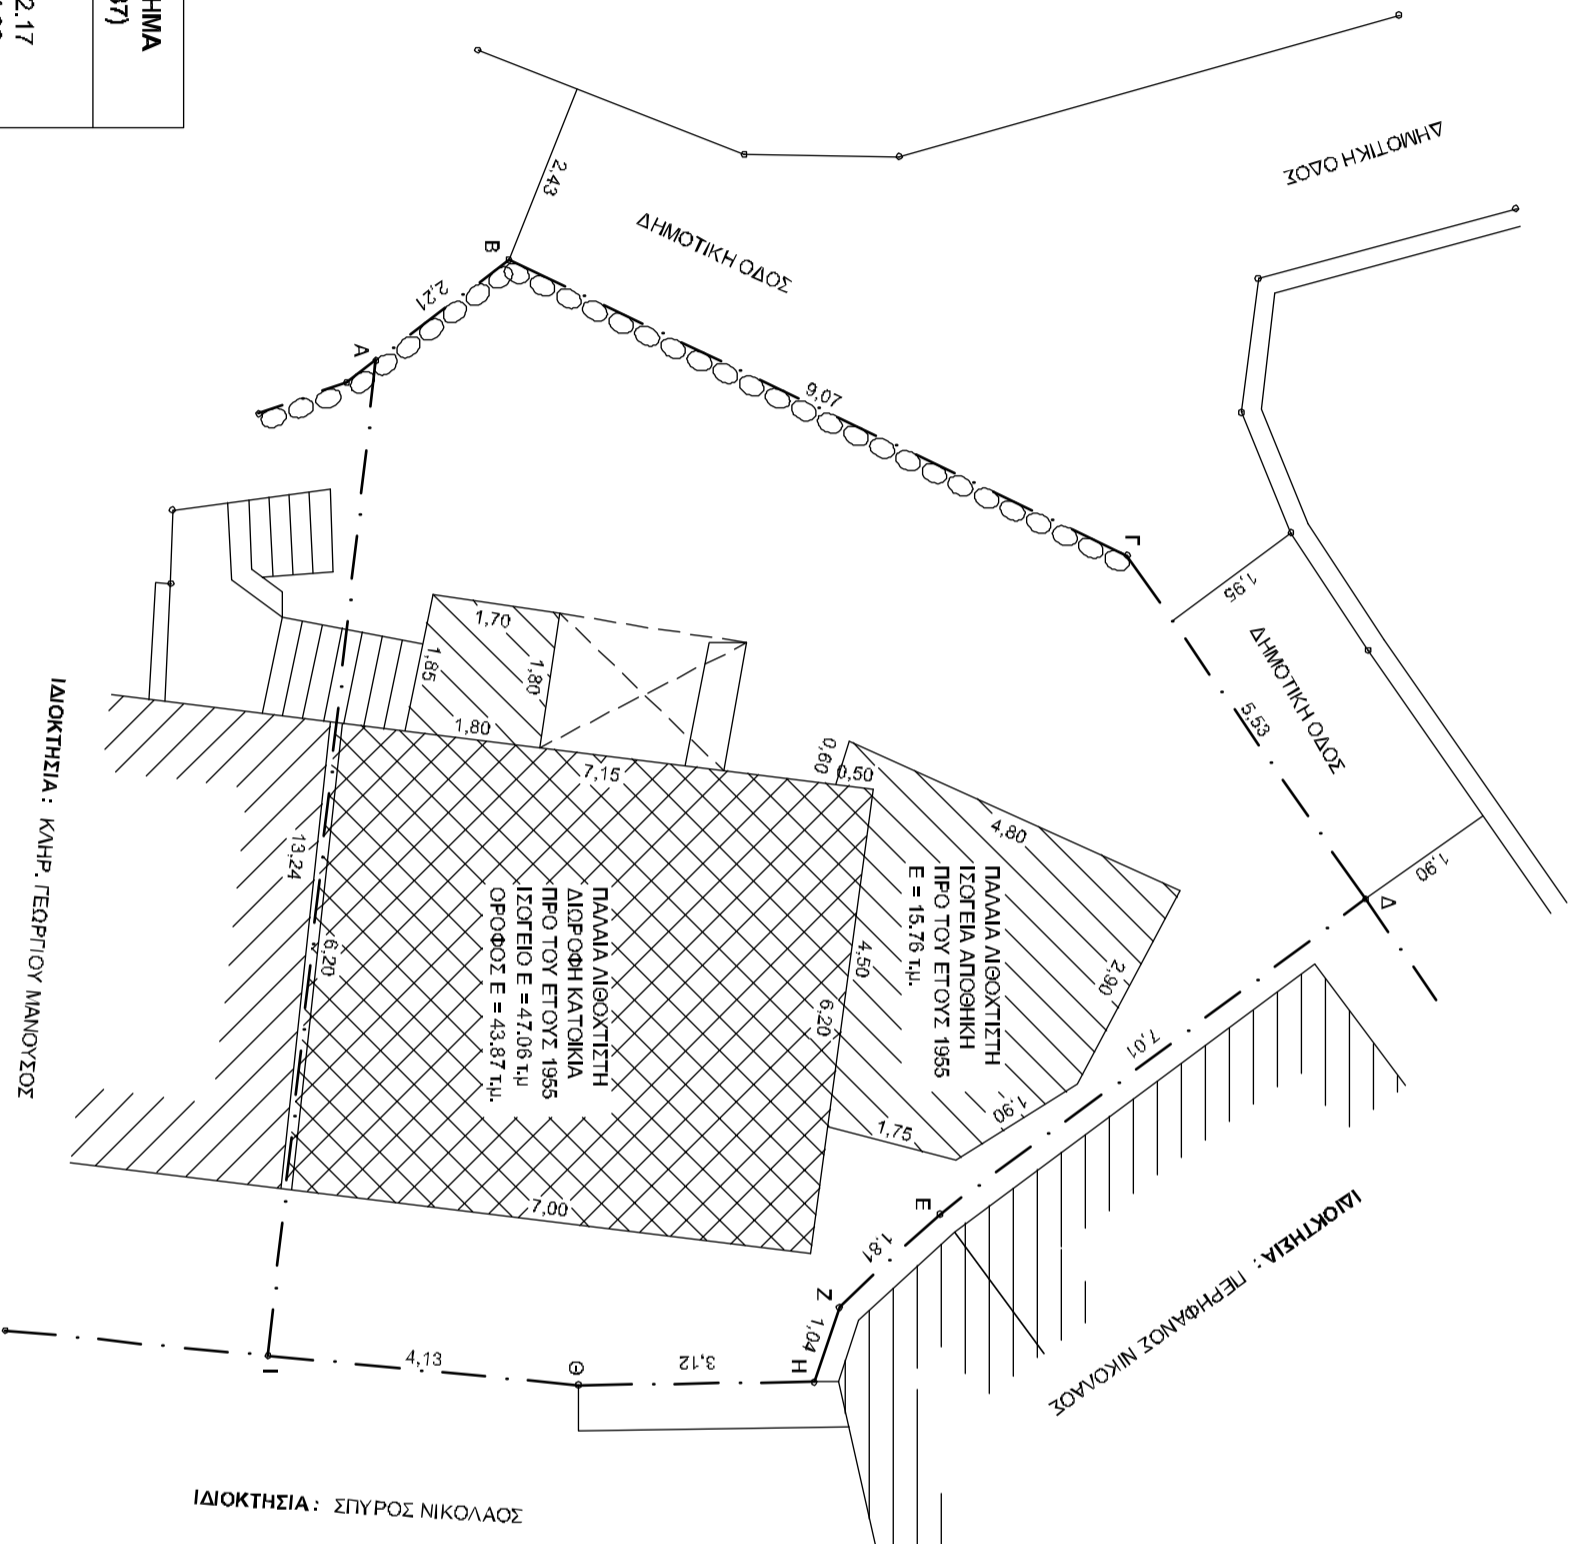 ΗΜΑ
87)
2.17
ΔΗΜΟΤΙΚΗ ΟΔΟΣ
ΔΗΜΟΤΙΚΗ ΟΔΟΣ
2,43
B
2,21
A
9,07
Γ
1,95
ΔΗΜΟΤΙΚΗ ΟΔΟΣ
5,53
1,90
Δ
1,70
1,85
1,80
1,80
7,15
0,60
0,50
4,80
2,90
ΠΑΛΑΙΑ ΛΙΘΟΧΤΙΣΤΗ
ΙΣΟΓΕΙΑ ΑΠΟΘΗΚΗ
ΠΡΟ ΤΟΥ ΕΤΟΥΣ 1955
Ε = 15.76 τ.μ.
4,50
6,20
1,90
1,75
7,01
ΠΑΛΑΙΑ ΛΙΘΟΧΤΙΣΤΗ
ΔΙΩΡΟΦΗ ΚΑΤΟΙΚΙΑ
ΠΡΟ ΤΟΥ ΕΤΟΥΣ 1955
ΙΣΟΓΕΙΟ Ε =47.06 τ.μ
ΟΡΟΦΟΣ Ε = 43.87 τ.μ.
13,24
6,20
7,00
E
1,81
Z
1,04
H
3,12
Θ
4,13
I
ΙΔΙΟΚΤΗΣΙΑ : ΚΛΗΡ. ΓΕΩΡΓΙΟΥ ΜΑΝΟΥΣΟΣ
ΙΔΙΟΚΤΗΣΙΑ : ΠΕΡΗΦΑΝΟΣ ΝΙΚΟΛΑΟΣ
ΙΔΙΟΚΤΗΣΙΑ : ΣΠΥΡΟΣ ΝΙΚΟΛΑΟΣ